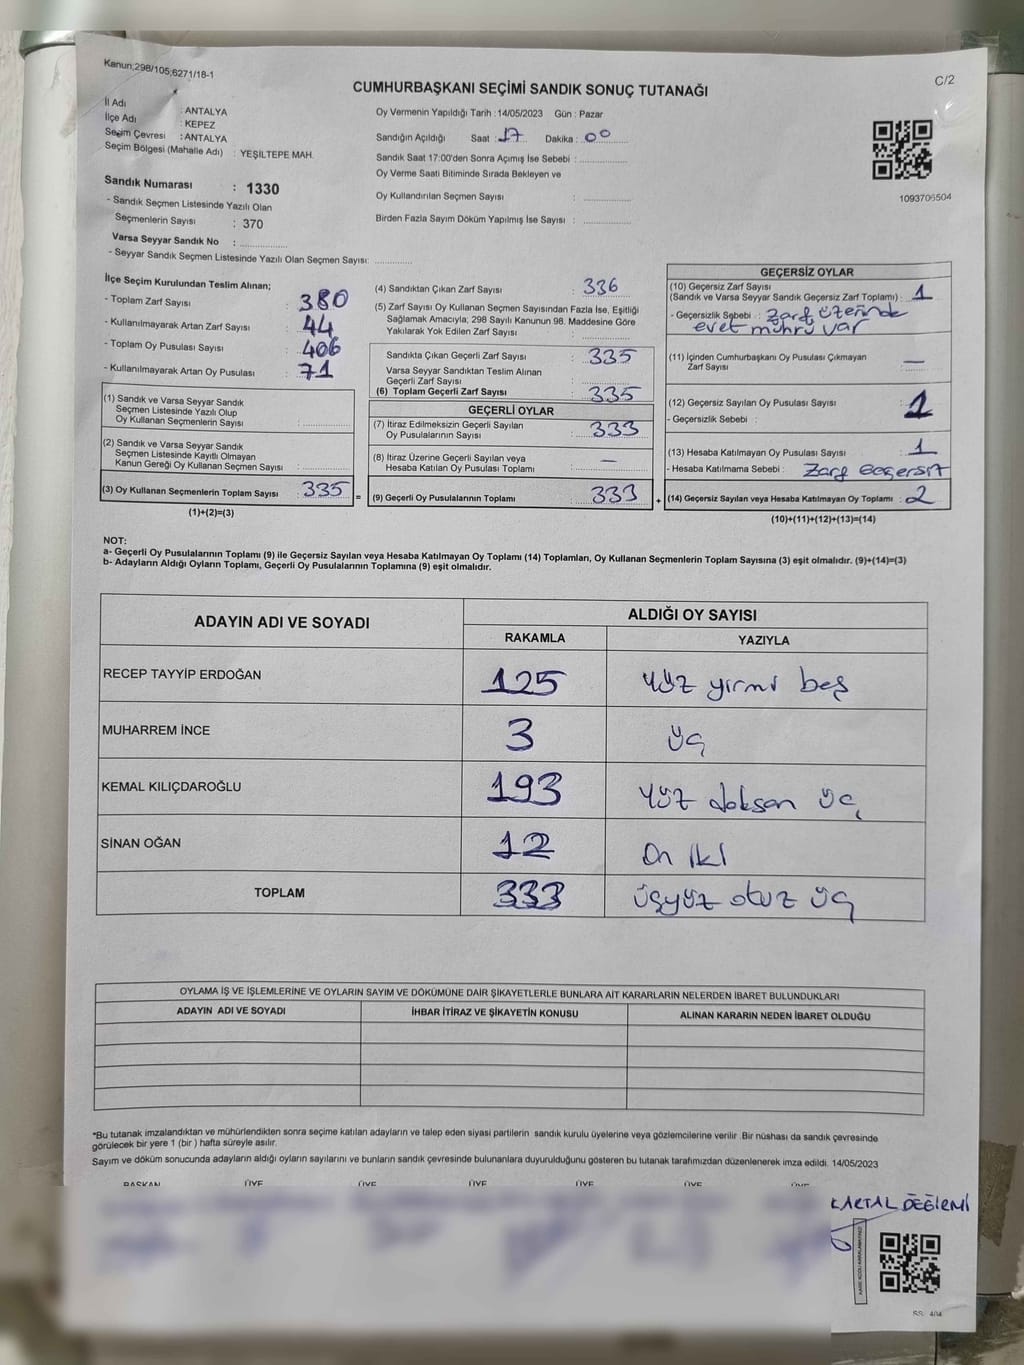 Kanun;298/105;6271/18-1
C/2
CUMHURBAŞKANI SEÇİMİ SANDIK SONUÇ TUTANAĞI
İl Adı : ANTALYA
İlçe Adı : KEPEZ
Seçim Çevresi : ANTALYA
Seçim Bölgesi (Mahalle Adı) : YEŞİLTEPE MAH.
Sandık Numarası : 1330
- Sandık Seçmen Listesinde Yazılı Olan
Seçmenlerin Sayısı : 370
Varsa Seyyar Sandık No : ...............
- Seyyar Sandık Seçmen Listesinde Yazılı Olan Seçmen Sayısı: ............
Oy Vermenin Yapıldığı Tarih :14/05/2023 Gün : Pazar
Sandığın Açıldığı Saat : 17 Dakika : 00
Sandık Saat 17:00'den Sonra Açımış İse Sebebi : ...............
Oy Verme Saati Bitiminde Sırada Bekleyen ve
Oy Kullandırılan Seçmen Sayısı : ...............
Birden Fazla Sayım Döküm Yapılmış İse Sayısı : ...............
1093706504
İlçe Seçim Kurulundan Teslim Alınan;
- Toplam Zarf Sayısı : 380
- Kullanılmayarak Artan Zarf Sayısı : 44
- Toplam Oy Pusulası Sayısı : 406
- Kullanılmayarak Artan Oy Pusulası : 71
(1) Sandık ve Varsa Seyyar Sandık
Seçmen Listesinde Yazılı Olup
Oy Kullanan Seçmenlerin Sayısı : ...............
(2) Sandık ve Varsa Seyyar Sandık
Seçmen Listesinde Kayıtlı Olmayan
Kanun Gereği Oy Kullanan Seçmen Sayısı : ...............
(3) Oy Kullanan Seçmenlerin Toplam Sayısı : 335 =
(1)+(2)=(3)
(4) Sandıktan Çıkan Zarf Sayısı : 336
(5) Zarf Sayısı Oy Kullanan Seçmen Sayısından Fazla İse, Eşitliği
Sağlamak Amacıyla, 298 Sayılı Kanunun 98. Maddesine Göre
Yakılarak Yok Edilen Zarf Sayısı : ...............
Sandıkta Çıkan Geçerli Zarf Sayısı : 335
Varsa Seyyar Sandıktan Teslim Alınan
Geçerli Zarf Sayısı : ...............
(6) Toplam Geçerli Zarf Sayısı : 335
GEÇERLİ OYLAR
(7) İtiraz Edilmeksizin Geçerli Sayılan
Oy Pusulalarının Sayısı : 333
(8) İtiraz Üzerine Geçerli Sayılan veya
Hesaba Katılan Oy Pusulası Toplamı : —
(9) Geçerli Oy Pusulalarının Toplamı : 333 +
GEÇERSİZ OYLAR
(10) Geçersiz Zarf Sayısı
(Sandık ve Varsa Seyyar Sandık Geçersiz Zarf Toplamı) : 1
- Geçersizlik Sebebi : Zarf üzerinde
evet mührü var
(11) İçinden Cumhurbaşkanı Oy Pusulası Çıkmayan
Zarf Sayısı : —
(12) Geçersiz Sayılan Oy Pusulası Sayısı : 1
- Geçersizlik Sebebi :
(13) Hesaba Katılmayan Oy Pusulası Sayısı : 1
- Hesaba Katılmama Sebebi : Zarf Geçersiz
(14) Geçersiz Sayılan veya Hesaba Katılmayan Oy Toplamı : 2
(10)+(11)+(12)+(13)=(14)
NOT:
a- Geçerli Oy Pusulalarının Toplamı (9) ile Geçersiz Sayılan veya Hesaba Katılmayan Oy Toplamı (14) Toplamları, Oy Kullanan Seçmenlerin Toplam Sayısına (3) eşit olmalıdır. (9)+(14)=(3)
b- Adayların Aldığı Oyların Toplamı, Geçerli Oy Pusulalarının Toplamına (9) eşit olmalıdır.
ADAYIN ADI VE SOYADI
ALDIĞI OY SAYISI
RAKAMLA YAZIYLA
RECEP TAYYİP ERDOĞAN 125 Yüz yirmi beş
MUHARREM İNCE 3 üç
KEMAL KILIÇDAROĞLU 193 Yüz doksan üç
SİNAN OĞAN 12 On iki
TOPLAM 333 üçyüz otuz üç
OYLAMA İŞ VE İŞLEMLERİNE VE OYLARIN SAYIM VE DÖKÜMÜNE DAİR ŞİKAYETLERLE BUNLARA AİT KARARLARIN NELERDEN İBARET BULUNDUKLARI
ADAYIN ADI VE SOYADI İHBAR İTİRAZ VE ŞİKAYETİN KONUSU ALINAN KARARIN NEDEN İBARET OLDUĞU
*Bu tutanak imzalandıktan ve mühürlendikten sonra seçime katılan adayların ve talep eden siyasi partilerin sandık kurulu üyelerine veya gözlemcilerine verilir .Bir nüshası da sandık çevresinde
görülecek bir yere 1 (bir ) hafta süreyle asılır.
Sayım ve döküm sonucunda adayların aldığı oyların sayılarını ve bunların sandık çevresinde bulunanlara duyurulduğunu gösteren bu tutanak tarafımızdan düzenlenerek imza edildi. 14/05/2023
BAŞKAN ÜYE ÜYE ÜYE ÜYE ÜYE ÜYE
KARTAL DEĞİRMİ